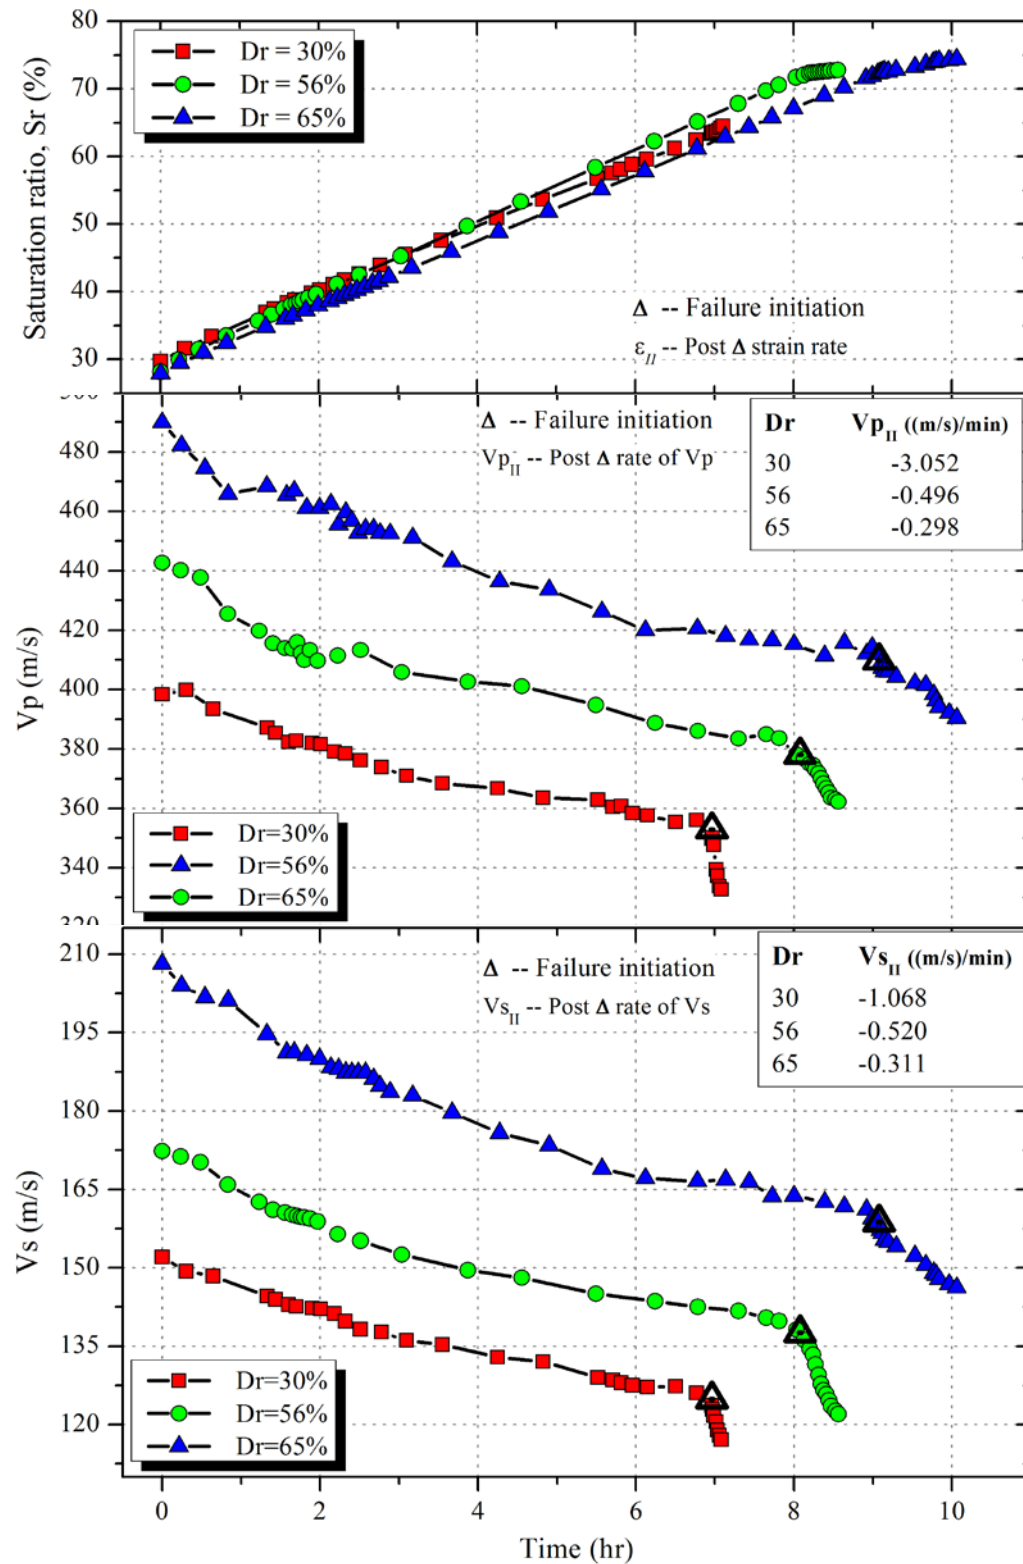 80
70
60
50
40
30
Saturation ratio, Sr (%)
Dr = 30%
Dr = 56%
Dr = 65%
Δ -- Failure initiation
ε_II -- Post Δ strain rate
500
480
460
440
420
400
380
360
340
320
Vp (m/s)
Δ -- Failure initiation
Vp_II -- Post Δ rate of Vp
Dr Vp_II ((m/s)/min)
30 -3.052
56 -0.496
65 -0.298
Dr=30%
Dr=56%
Dr=65%
210
195
180
165
150
135
120
Vs (m/s)
Δ -- Failure initiation
Vs_II -- Post Δ rate of Vs
Dr Vs_II ((m/s)/min)
30 -1.068
56 -0.520
65 -0.311
Dr=30%
Dr=56%
Dr=65%
0 2 4 6 8 10
Time (hr)